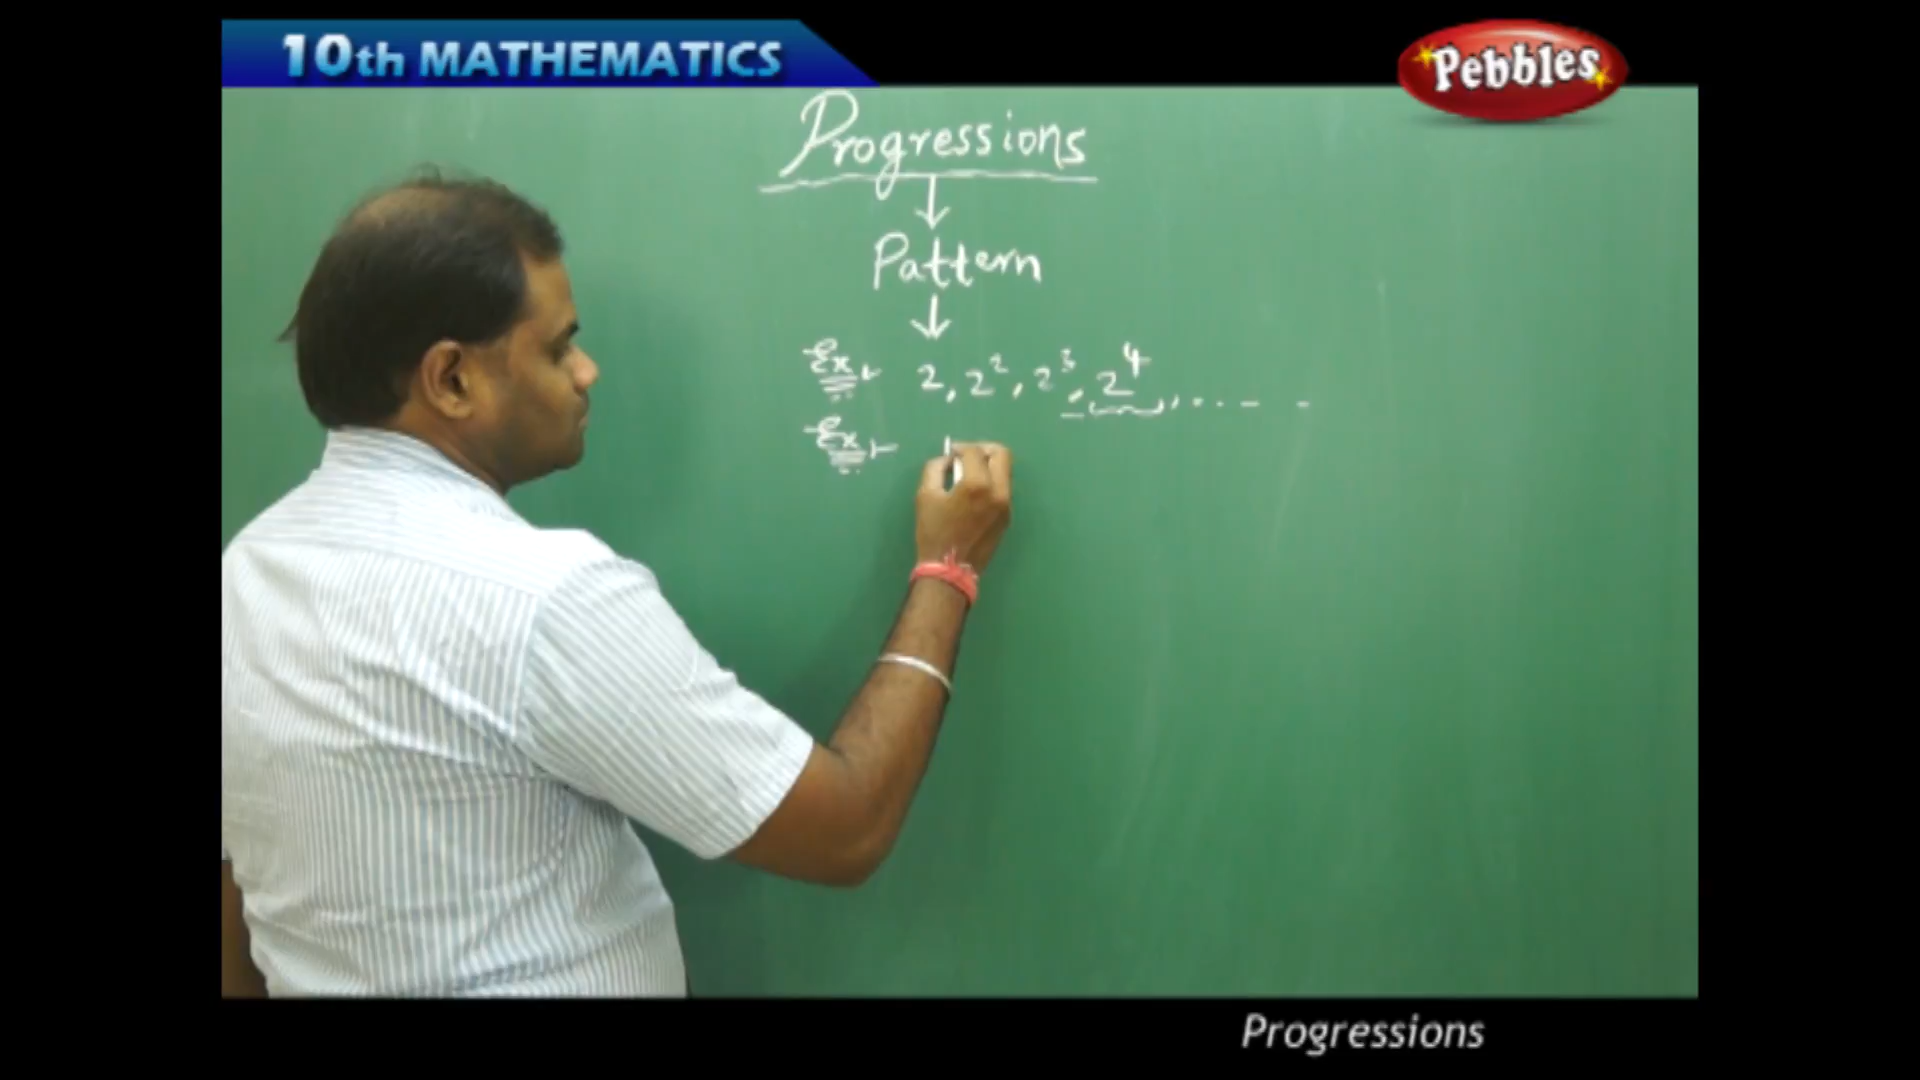 10th MATHEMATICS
Pebbles
Progressions
Pattern
Ex 2, 2², 2³, 2⁴, ....
Ex
Progressions